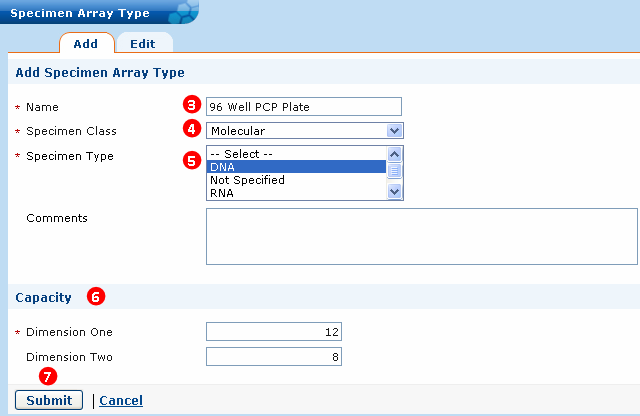 Specimen Array Type
Add Edit
Add Specimen Array Type
* Name 3 96 Well PCP Plate
* Specimen Class 4 Molecular
* Specimen Type 5 -- Select --
DNA
Not Specified
RNA
Comments
Capacity 6
* Dimension One 12
Dimension Two 8
7
Submit | Cancel